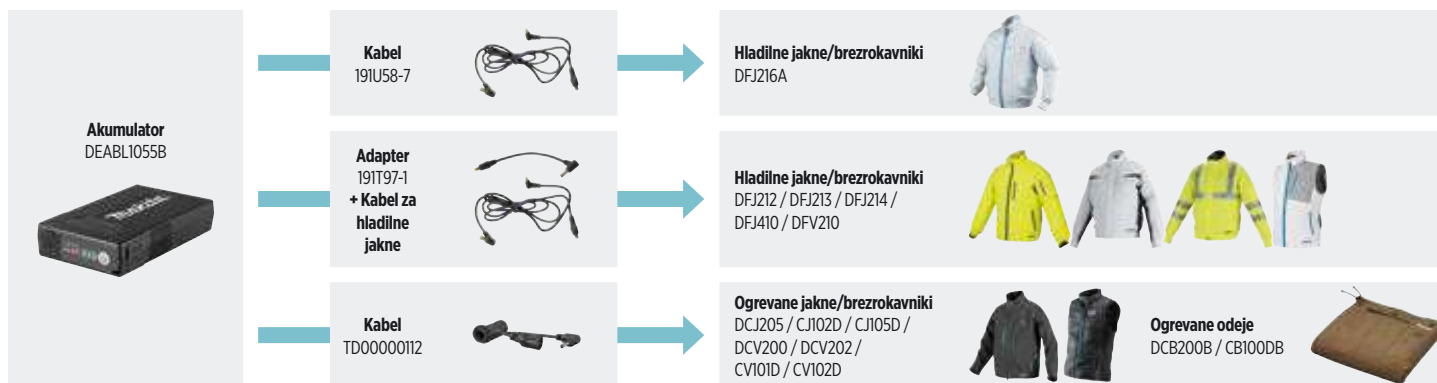 Akumulator
DEABL1055B
makita
Kabel
191U58-7
Hladilne jakne/brezrokavniki
DFJ216A
Adapter
191T97-1
+ Kabel za
hladilne
jakne
Hladilne jakne/brezrokavniki
DFJ212 / DFJ213 / DFJ214 /
DFJ410 / DFV210
Kabel
TD00000112
Ogrevane jakne/brezrokavniki
DCJ205 / CJ102D / CJ105D /
DCV200 / DCV202 /
CV101D / CV102D
Ogrevane odeje
DCB200B / CB100DB